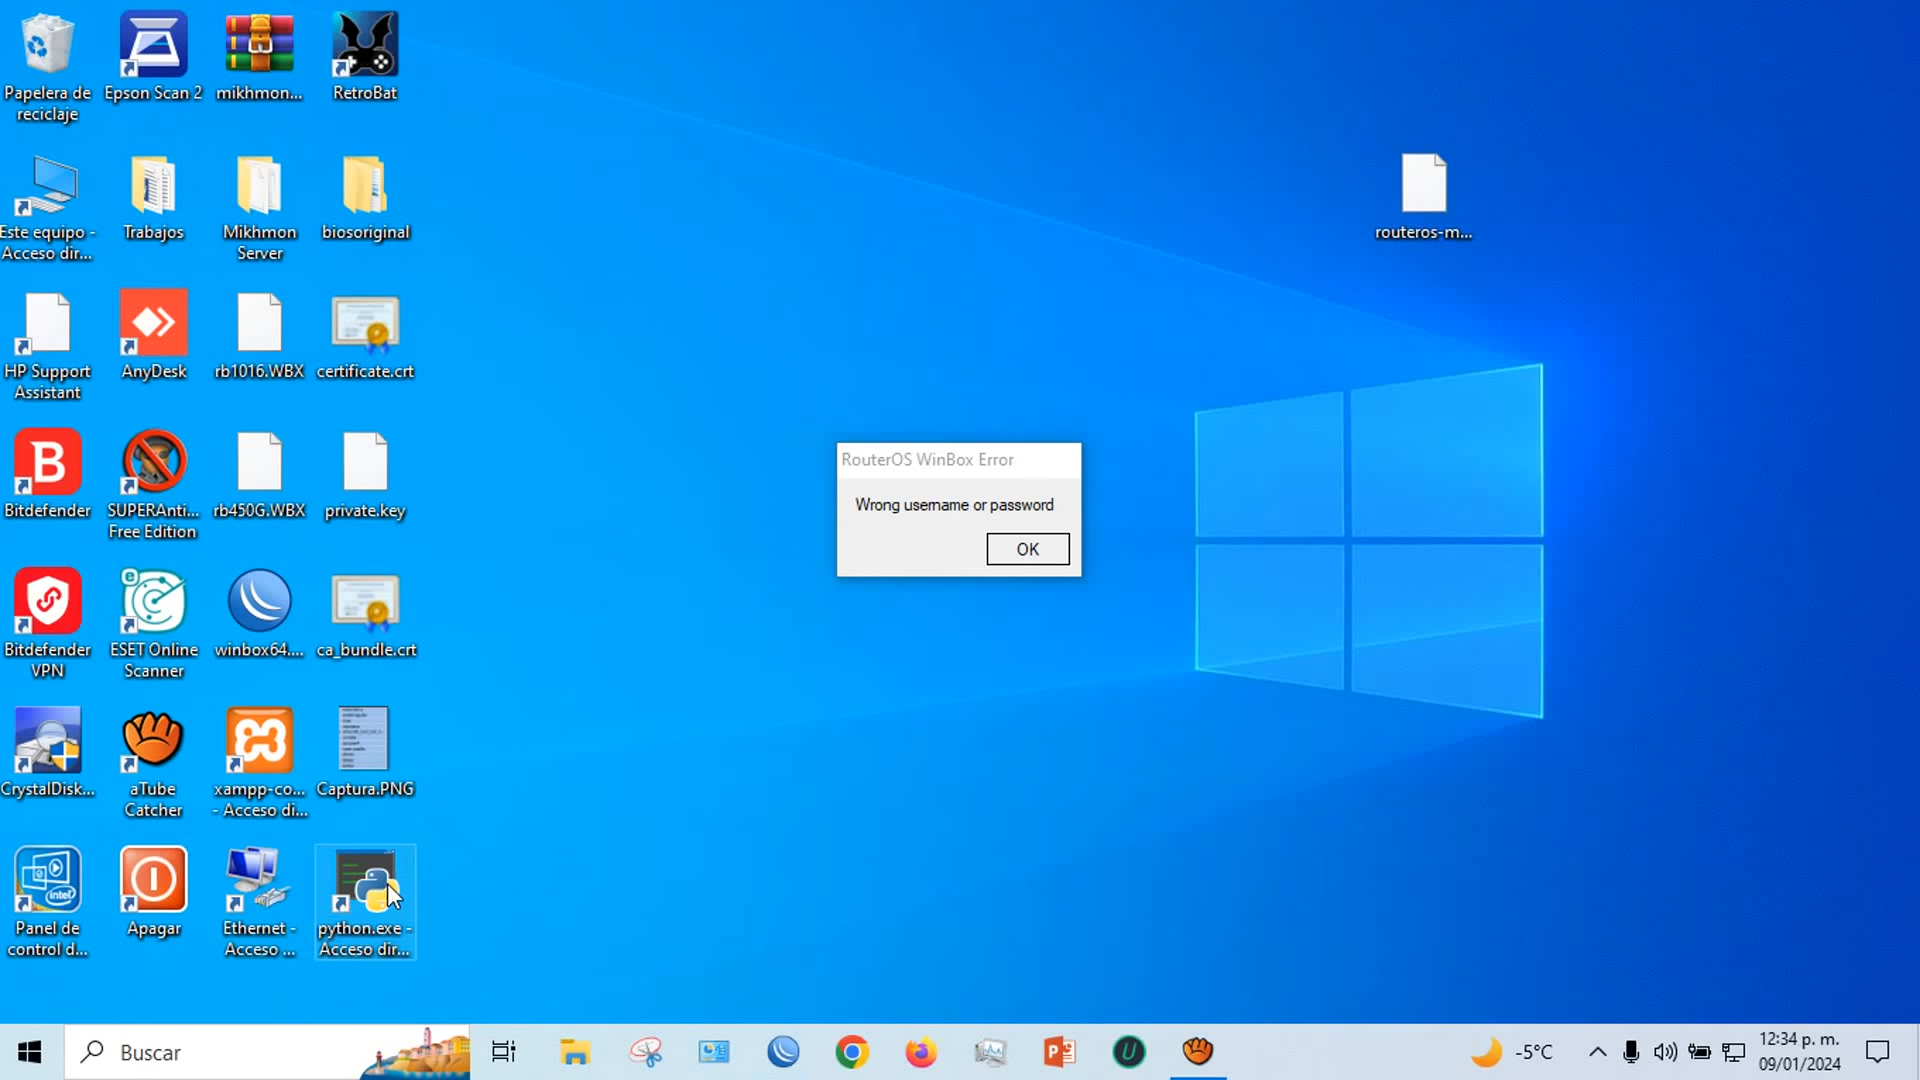 Papelera de
reciclaje
Epson Scan 2
mikhmon...
RetroBat
Este equipo -
Acceso dir...
Trabajos
Mikhmon
Server
biosoriginal
routeros-m...
HP Support
Assistant
AnyDesk
rb1016.WBX
certificate.crt
Bitdefender
SUPERAnti...
Free Edition
rb450G.WBX
private.key
RouterOS WinBox Error
Wrong username or password
OK
Bitdefender
VPN
ESET Online
Scanner
winbox64....
ca_bundle.crt
CrystalDisk...
aTube
Catcher
xampp-co...
- Acceso di...
Captura.PNG
Panel de
control d...
Apagar
Ethernet -
Acceso ...
python.exe -
Acceso dir...
Buscar
-5°C
12:34 p. m.
09/01/2024